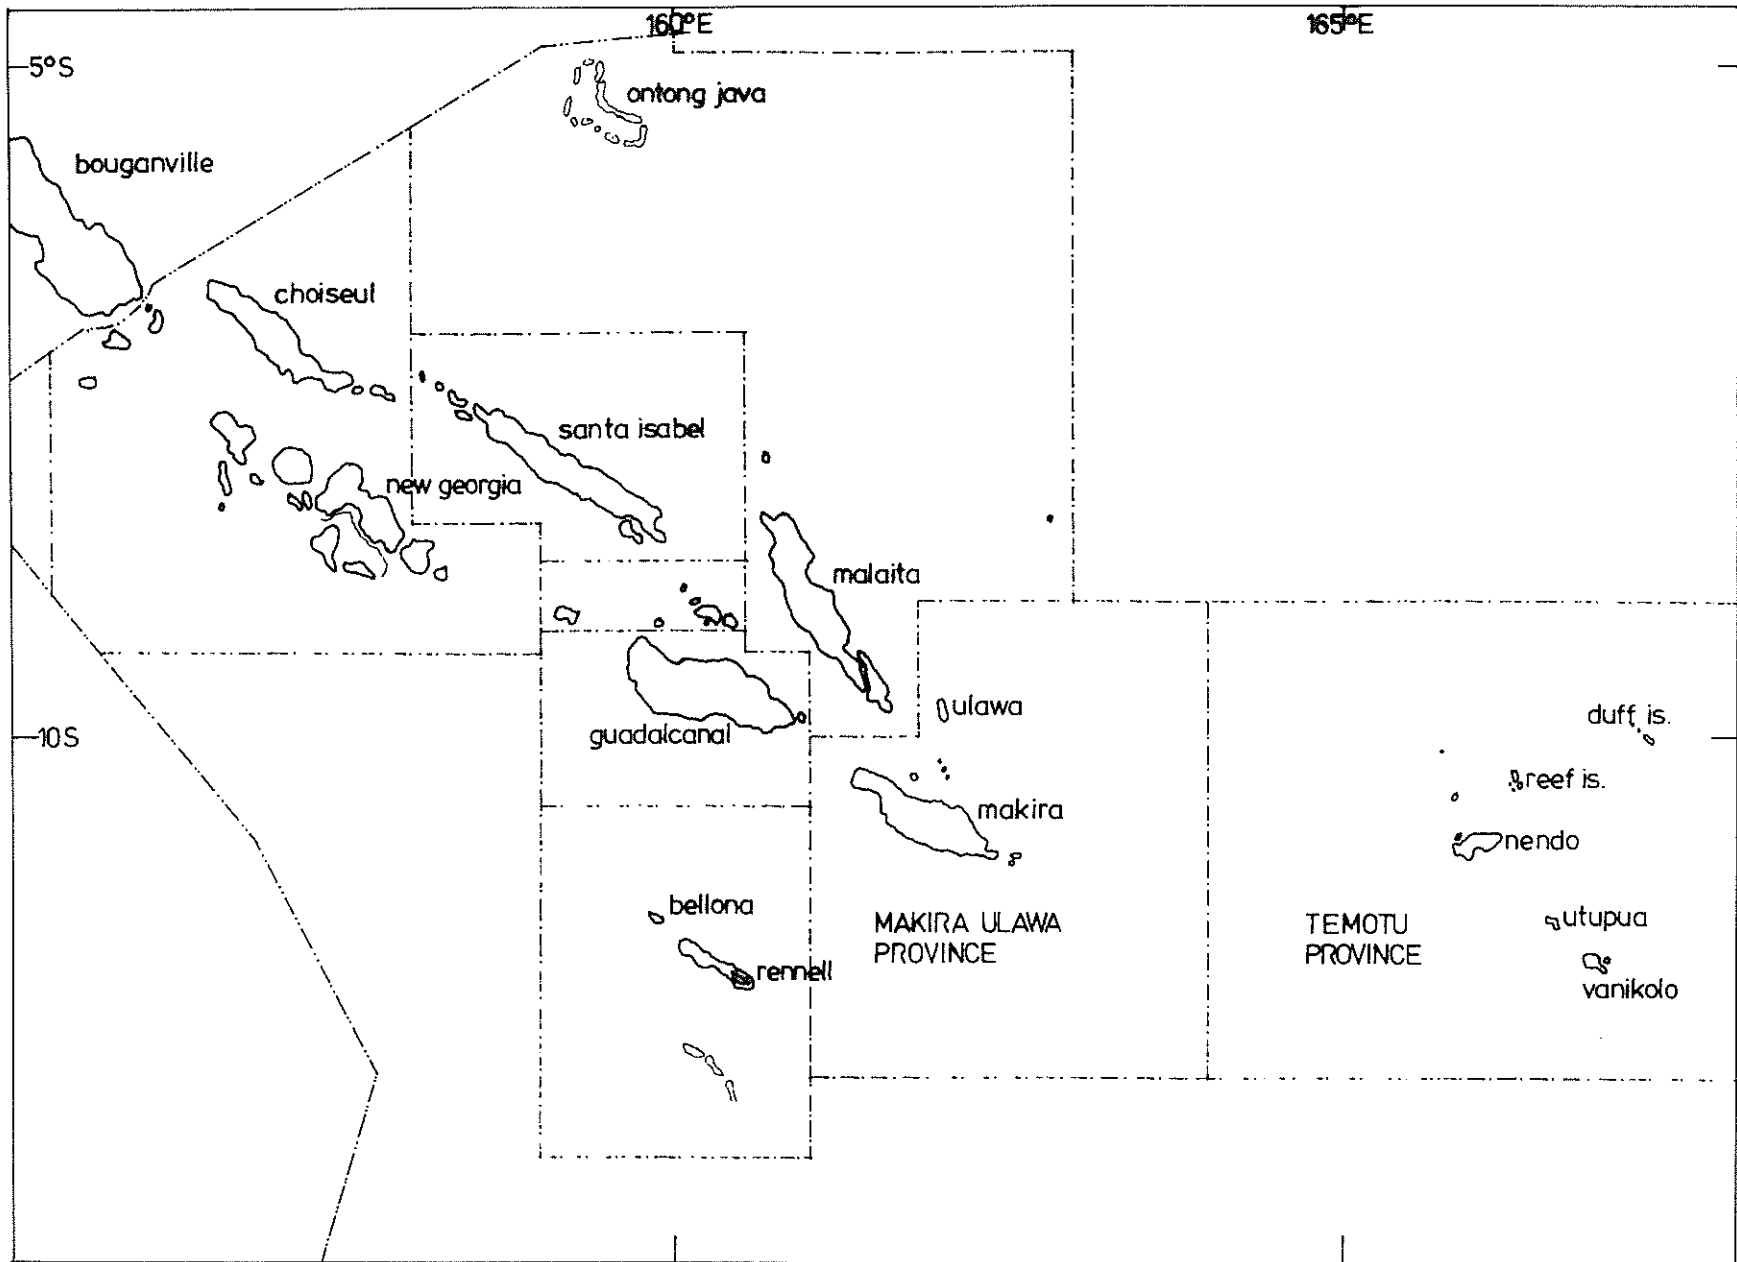 160°E
165°E
5°S
ontong java
bouganville
choiseul
santa isabel
new georgia
malaita
ulawa
duff is.
10S
guadalcanal
reef is.
makira
nendo
bellona
MAKIRA ULAWA
PROVINCE
TEMOTU
PROVINCE
utupua
rennell
vanikolo